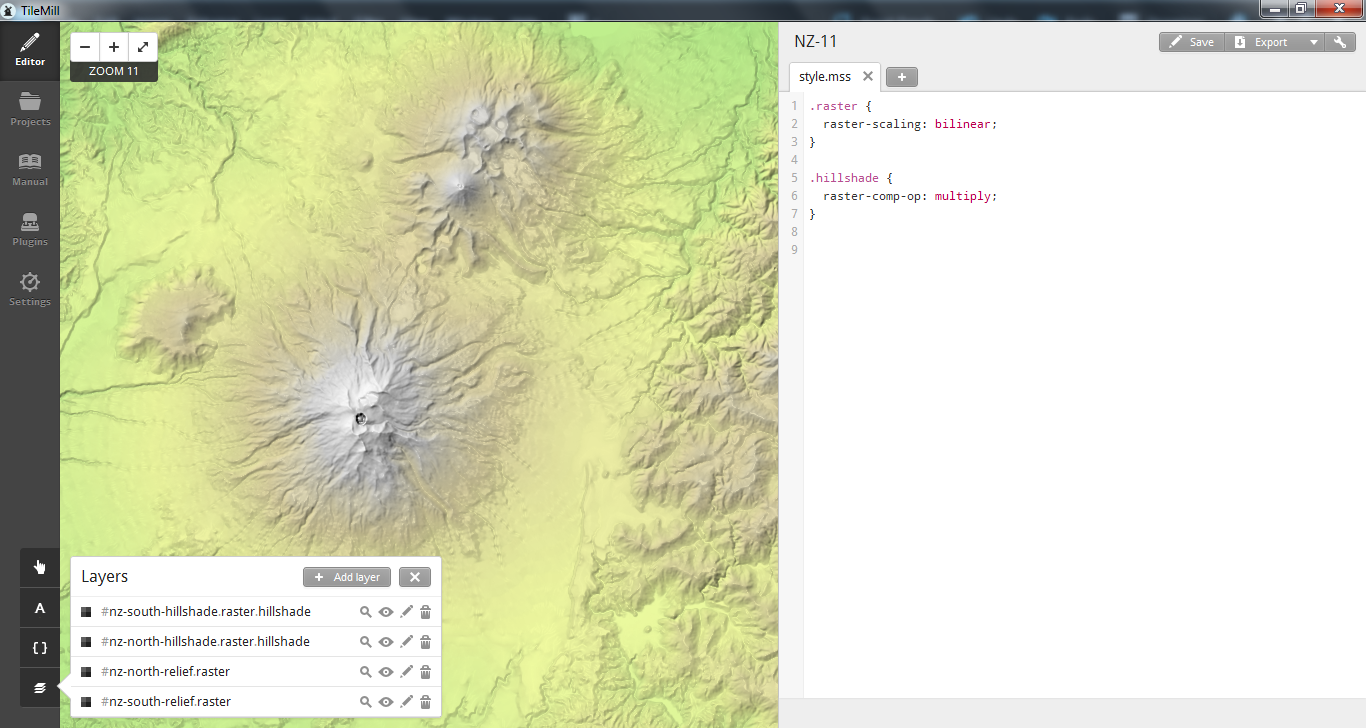 TileMill
Editor
Projects
Manual
Plugins
Settings
ZOOM 11
A
{ }
Layers
Add layer
#nz-south-hillshade.raster.hillshade
#nz-north-hillshade.raster.hillshade
#nz-north-relief.raster
#nz-south-relief.raster
NZ-11
Save
Export
style.mss
1 .raster {
2 raster-scaling: bilinear;
3 }
4
5 .hillshade {
6 raster-comp-op: multiply;
7 }
8
9